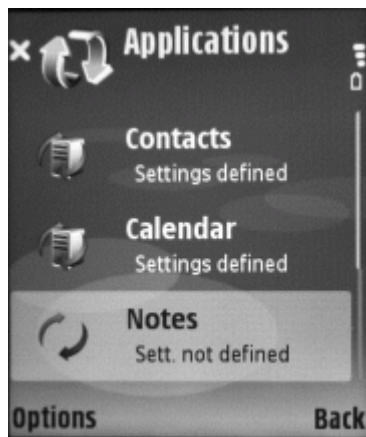 Applications
Contacts
Settings defined
Calendar
Settings defined
Notes
Sett. not defined
Options Back